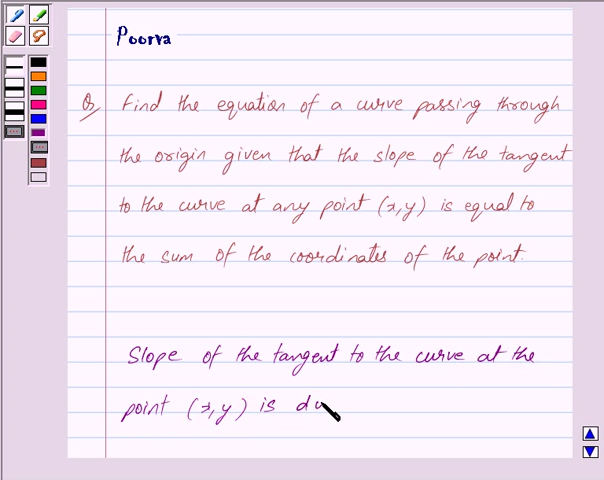 Poorva
Q Find the equation of a curve passing through
the origin given that the slope of the tangent
to the curve at any point (x,y) is equal to
the sum of the coordinates of the point.
Slope of the tangent to the curve at the
point (x,y) is